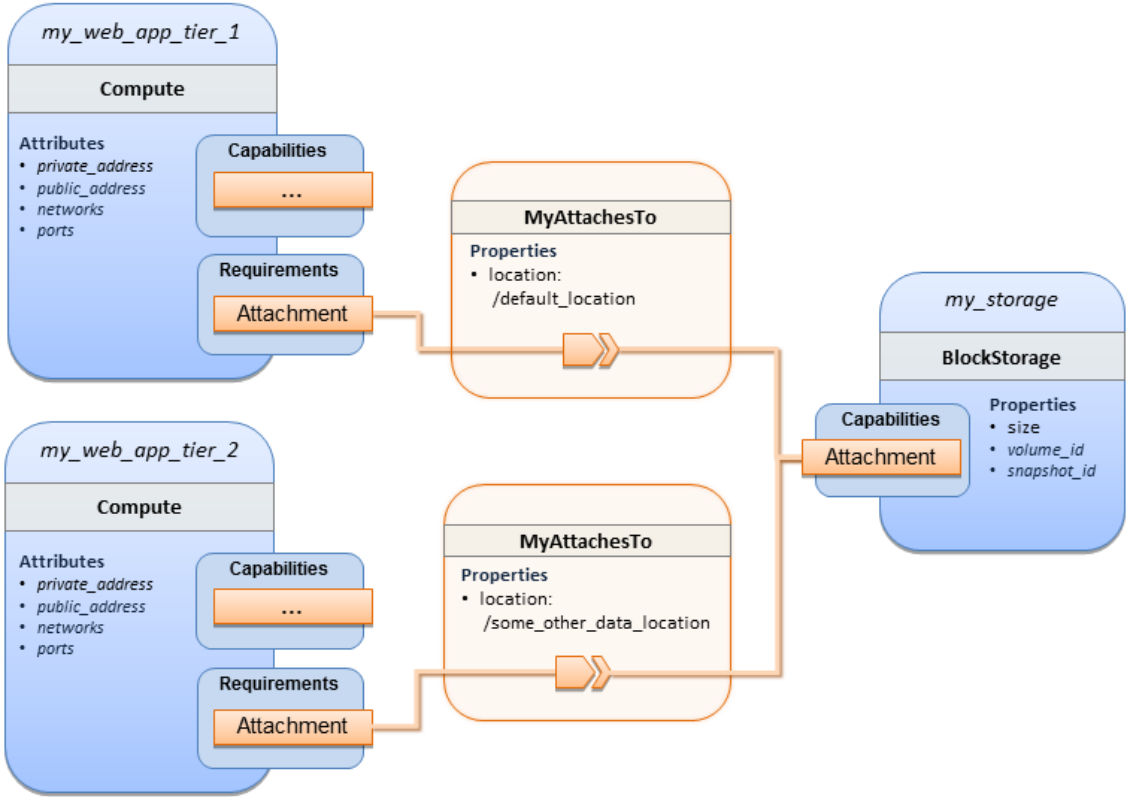 my_web_app_tier_1
Compute
Attributes
• private_address
• public_address
• networks
• ports
Capabilities
...
Requirements
Attachment
MyAttachesTo
Properties
• location:
/default_location
my_storage
BlockStorage
Capabilities
Attachment
Properties
• size
• volume_id
• snapshot_id
my_web_app_tier_2
Compute
Attributes
• private_address
• public_address
• networks
• ports
Capabilities
...
Requirements
Attachment
MyAttachesTo
Properties
• location:
/some_other_data_location